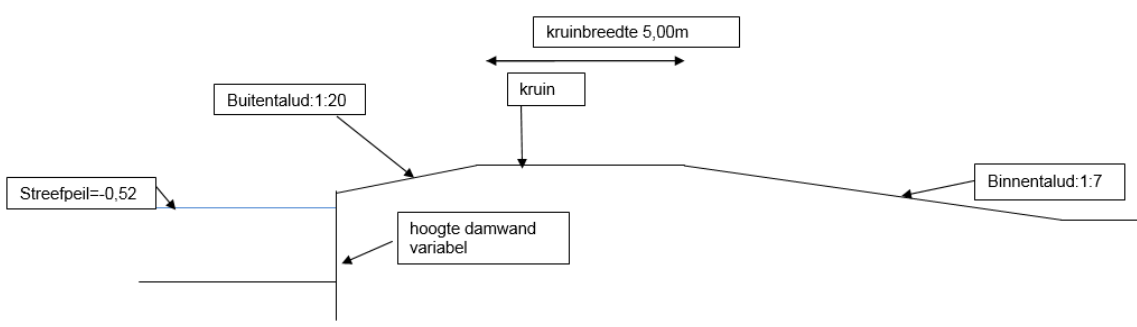 kruinbreedte 5,00m
kruin
Buitentalud:1:20
Streefpeil=-0,52
Binnentalud:1:7
hoogte damwand
variabel